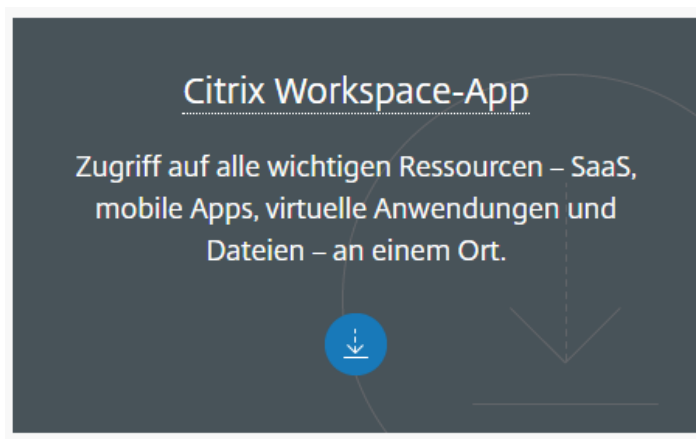 Citrix Workspace-App
Zugriff auf alle wichtigen Ressourcen – SaaS,
mobile Apps, virtuelle Anwendungen und
Dateien – an einem Ort.